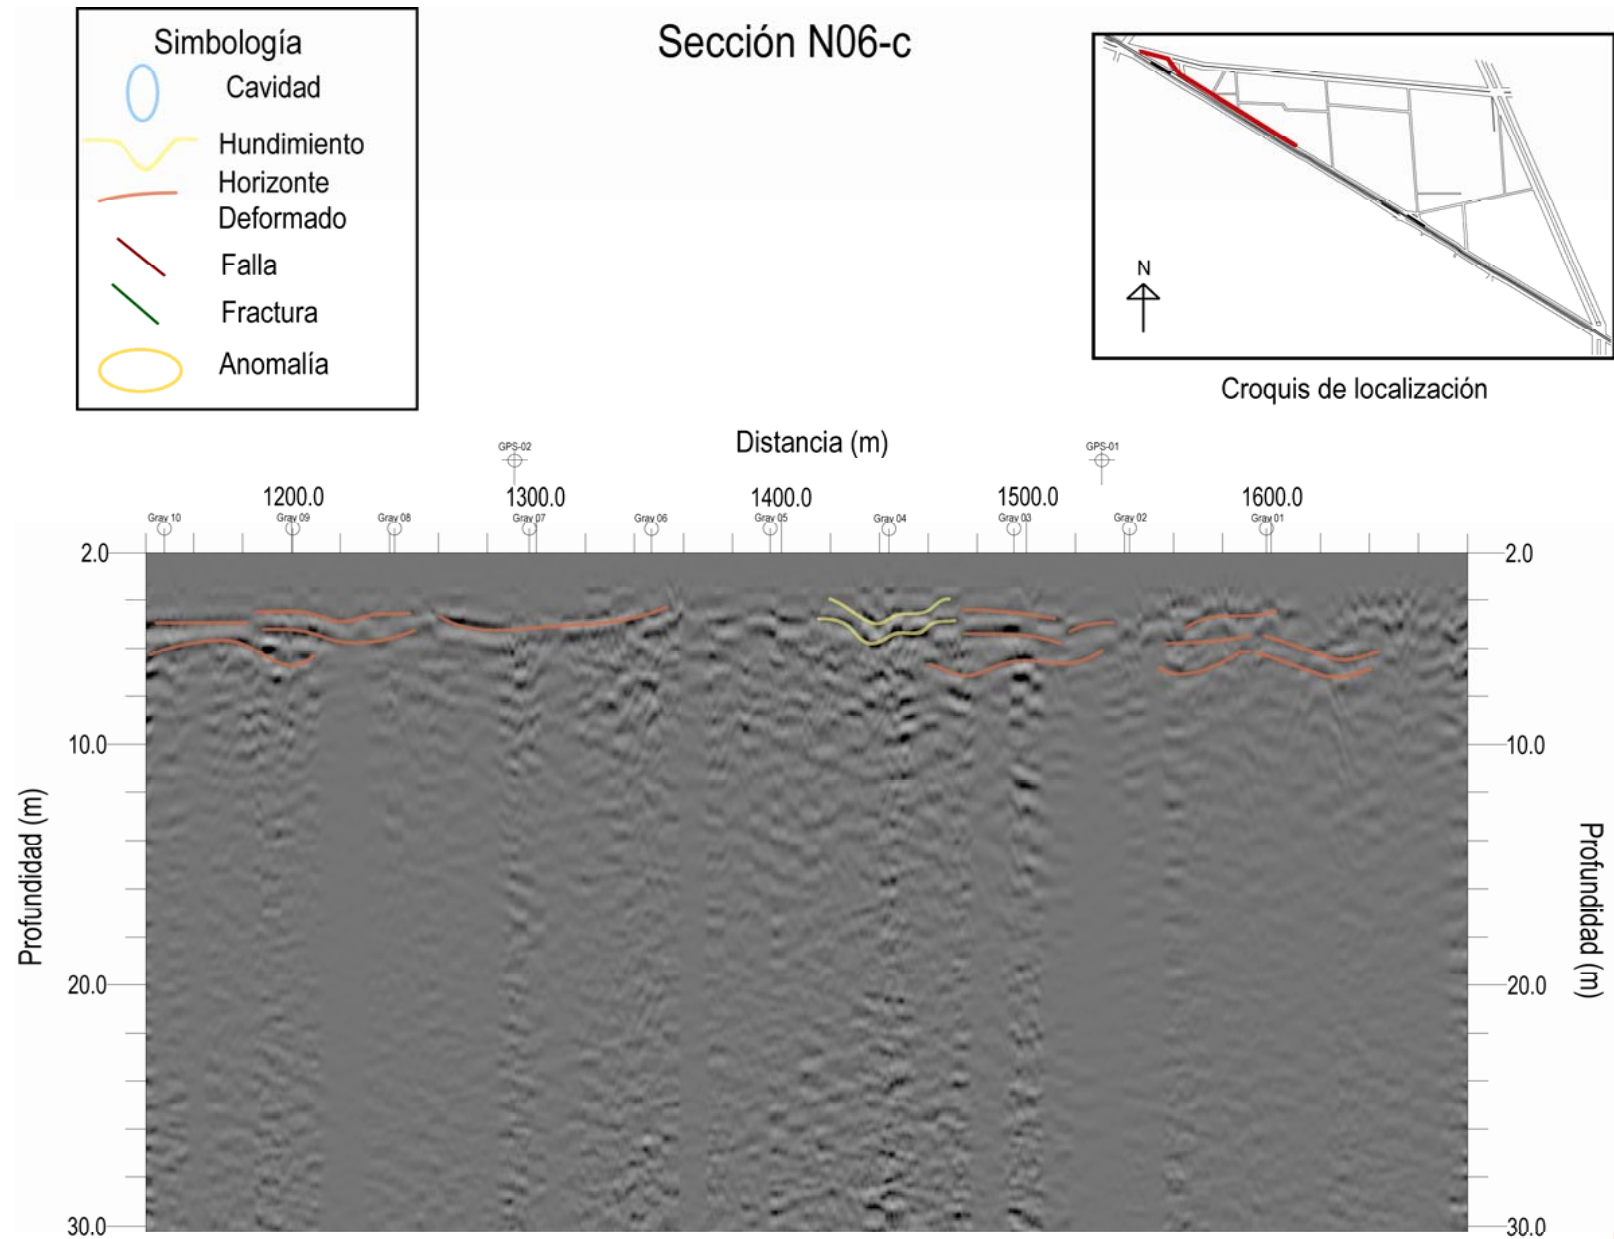 Simbología
Cavidad
Hundimiento
Horizonte
Deformado
Falla
Fractura
Anomalía
Sección N06-c
N
Croquis de localización
Distancia (m)
GPS-02
GPS-01
1200.0 1300.0 1400.0 1500.0 1600.0
Grav 10 Grav 09 Grav 08 Grav 07 Grav 06 Grav 05 Grav 04 Grav 03 Grav 02 Grav 01
2.0 2.0
10.0 10.0
Profundidad (m)
Profundidad (m)
20.0 20.0
30.0 30.0